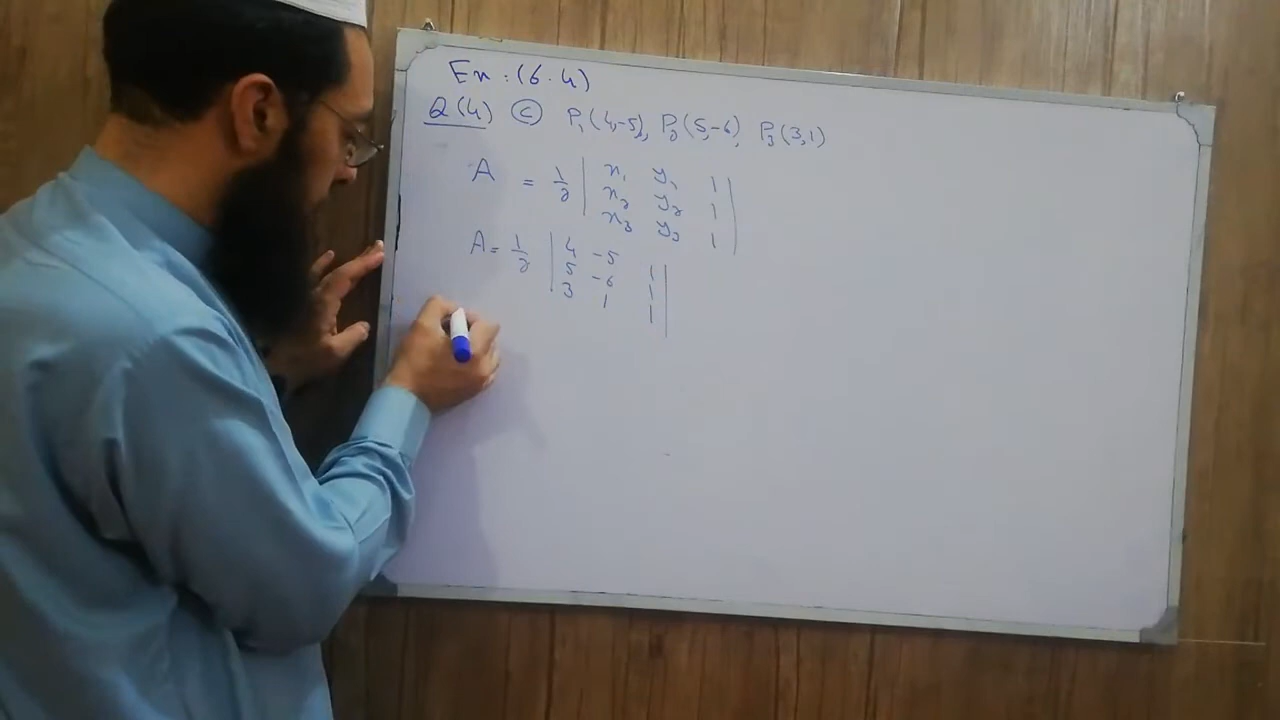 Ex : (6.4)
Q(4) (c) P₁(4,-5), P₂(5,-6), P₃(3,1)
A = 1/2 | x₁ y₁ 1 |
x₂ y₂ 1
x₃ y₃ 1
A = 1/2 | 4 -5 1 |
5 -6 1
3 1 1